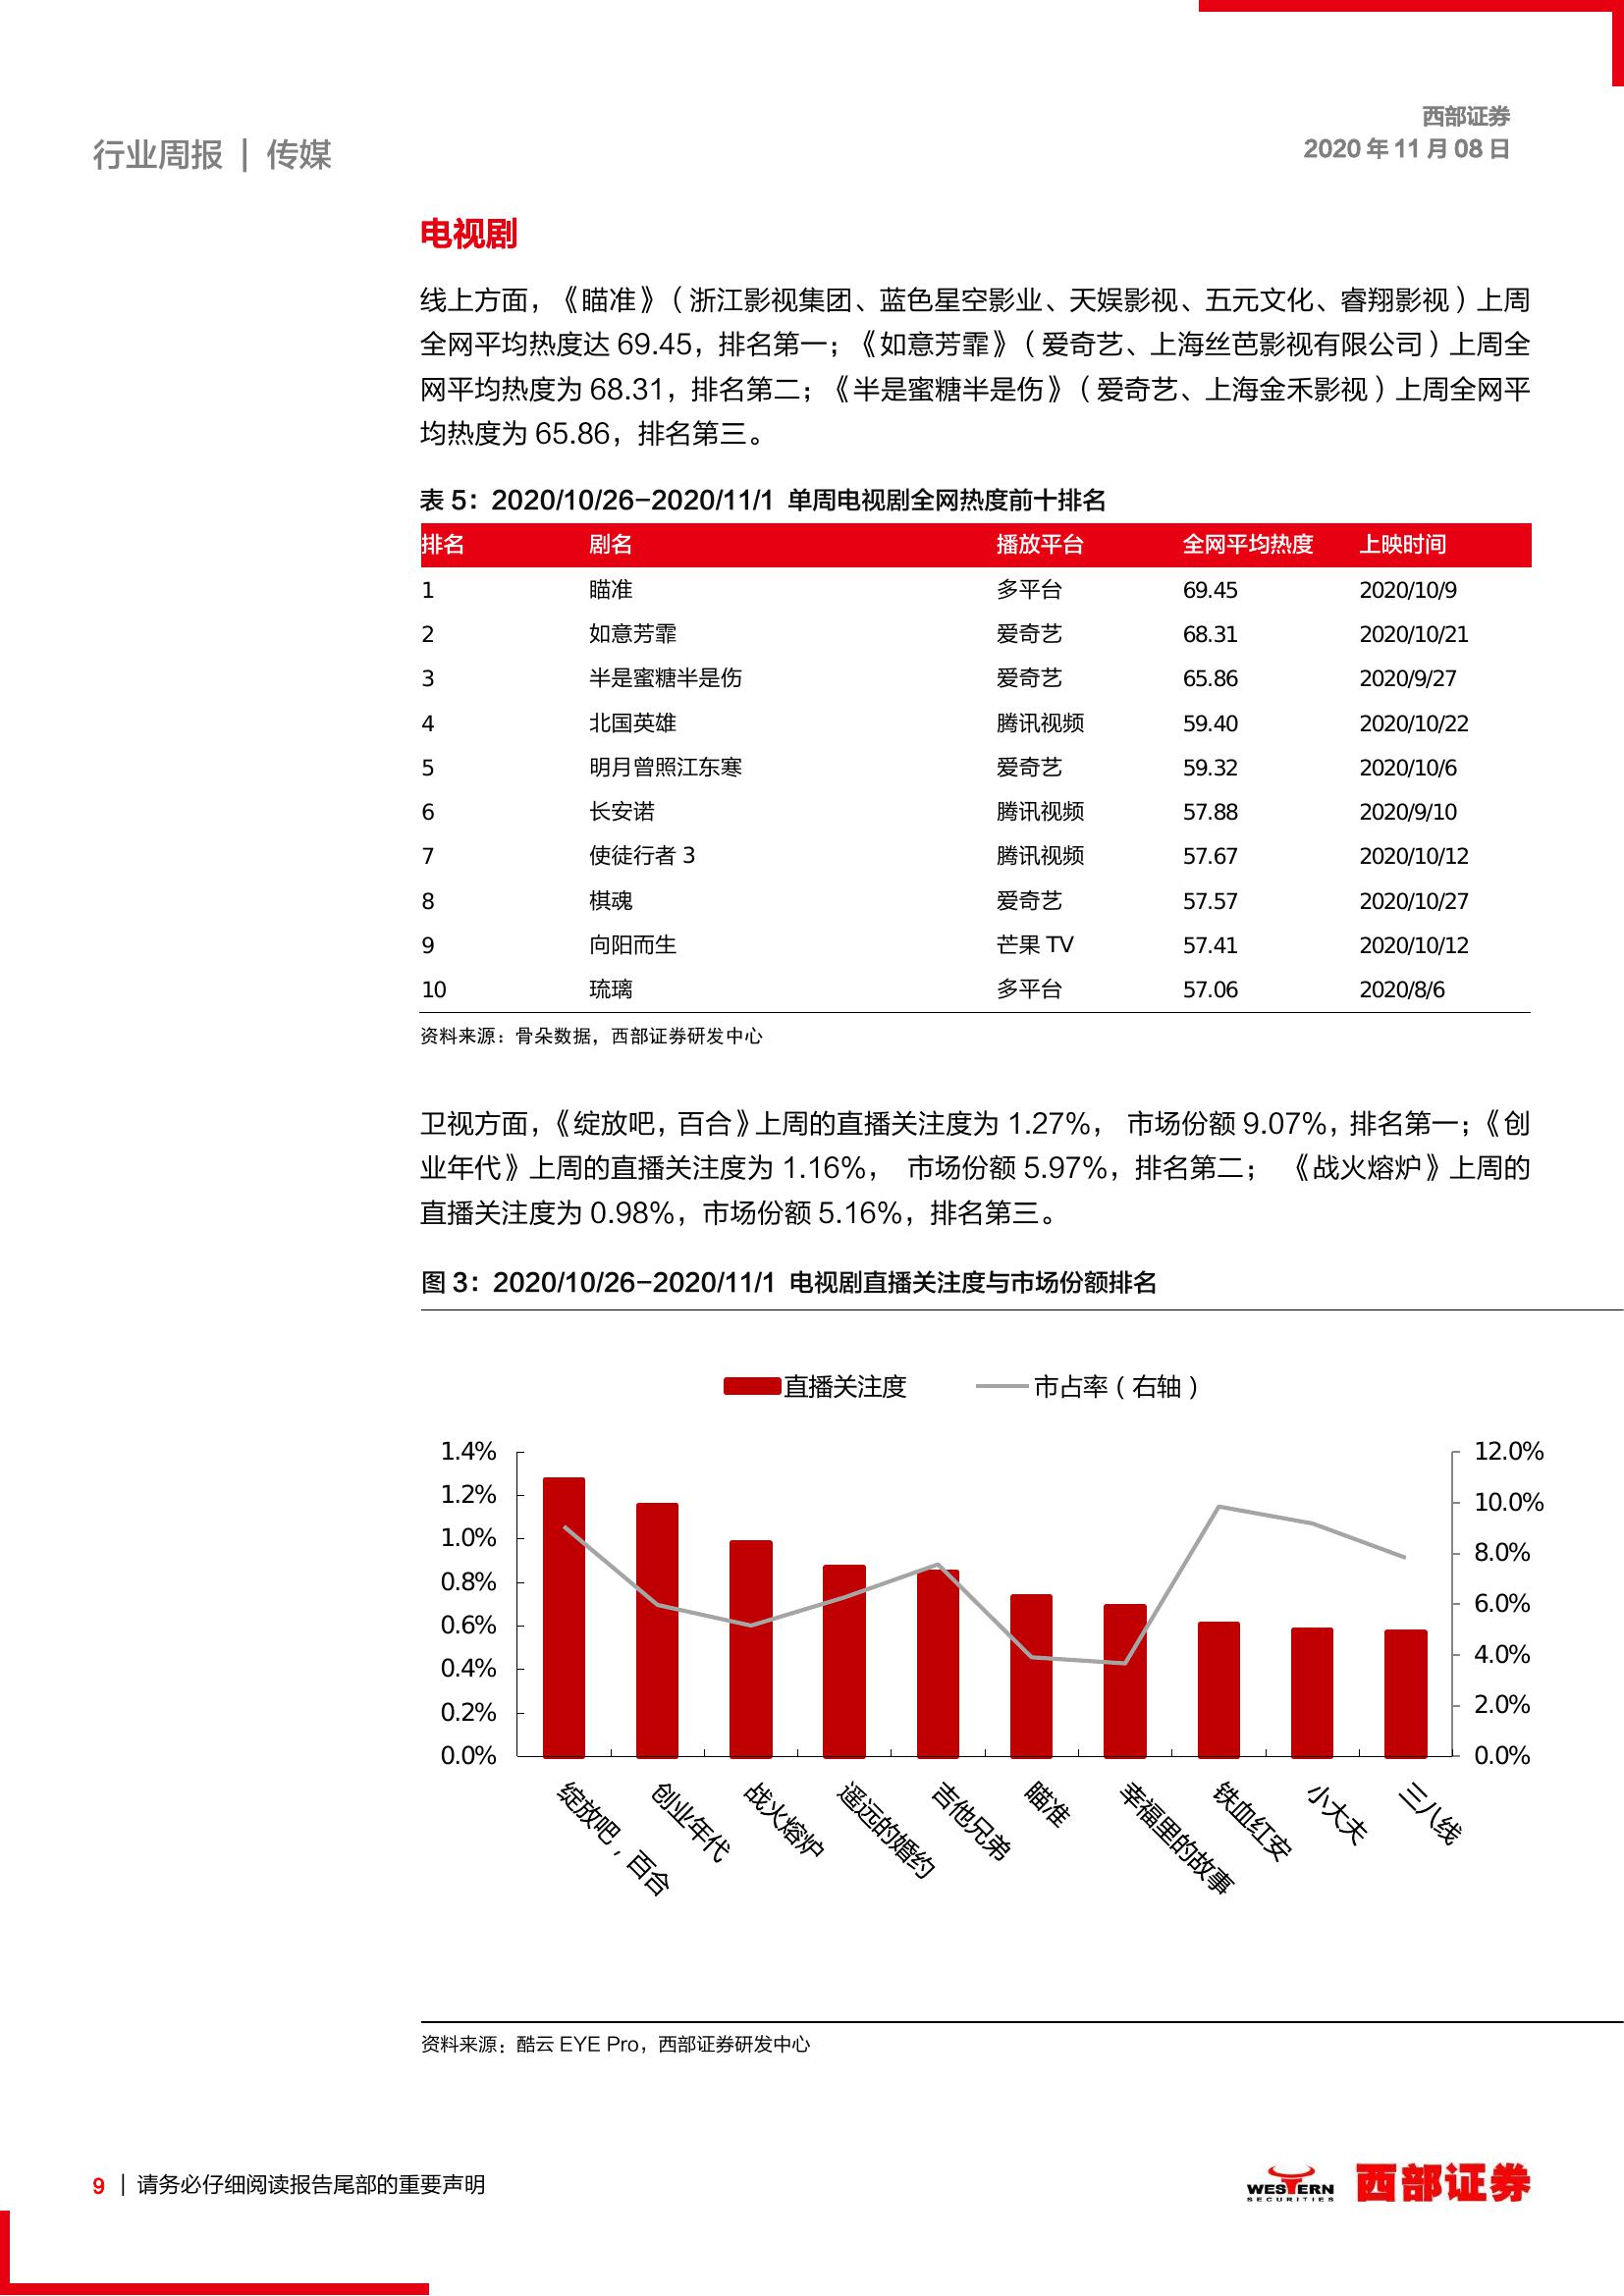 西部证券
行业周报 | 传媒
2020 年 11 月 08 日
电视剧
线上方面，《瞄准》（浙江影视集团、蓝色星空影业、天娱影视、五元文化、睿翔影视）上周
全网平均热度达 69.45，排名第一；《如意芳霏》（爱奇艺、上海丝芭影视有限公司）上周全
网平均热度为 68.31，排名第二；《半是蜜糖半是伤》（爱奇艺、上海金禾影视）上周全网平
均热度为 65.86，排名第三。
表 5：2020/10/26-2020/11/1 单周电视剧全网热度前十排名
排名 剧名 播放平台 全网平均热度 上映时间
1 瞄准 多平台 69.45 2020/10/9
2 如意芳霏 爱奇艺 68.31 2020/10/21
3 半是蜜糖半是伤 爱奇艺 65.86 2020/9/27
4 北国英雄 腾讯视频 59.40 2020/10/22
5 明月曾照江东寒 爱奇艺 59.32 2020/10/6
6 长安诺 腾讯视频 57.88 2020/9/10
7 使徒行者 3 腾讯视频 57.67 2020/10/12
8 棋魂 爱奇艺 57.57 2020/10/27
9 向阳而生 芒果 TV 57.41 2020/10/12
10 琉璃 多平台 57.06 2020/8/6
资料来源：骨朵数据，西部证券研发中心
卫视方面，《绽放吧，百合》上周的直播关注度为 1.27%， 市场份额 9.07%，排名第一；《创
业年代》上周的直播关注度为 1.16%， 市场份额 5.97%，排名第二； 《战火熔炉》上周的
直播关注度为 0.98%，市场份额 5.16%，排名第三。
图 3：2020/10/26-2020/11/1 电视剧直播关注度与市场份额排名
直播关注度 市占率（右轴）
1.4% 12.0%
1.2% 10.0%
1.0% 8.0%
0.8% 6.0%
0.6% 4.0%
0.4% 2.0%
0.2% 0.0%
0.0%
绽放吧，百合
创业年代
战火熔炉
遥远的婚约
吉他兄弟
瞄准
幸福里的故事
铁血红安
小大夫
三八线
资料来源：酷云 EYE Pro，西部证券研发中心
9 | 请务必仔细阅读报告尾部的重要声明
WESTERN
SECURITIES
西部证券